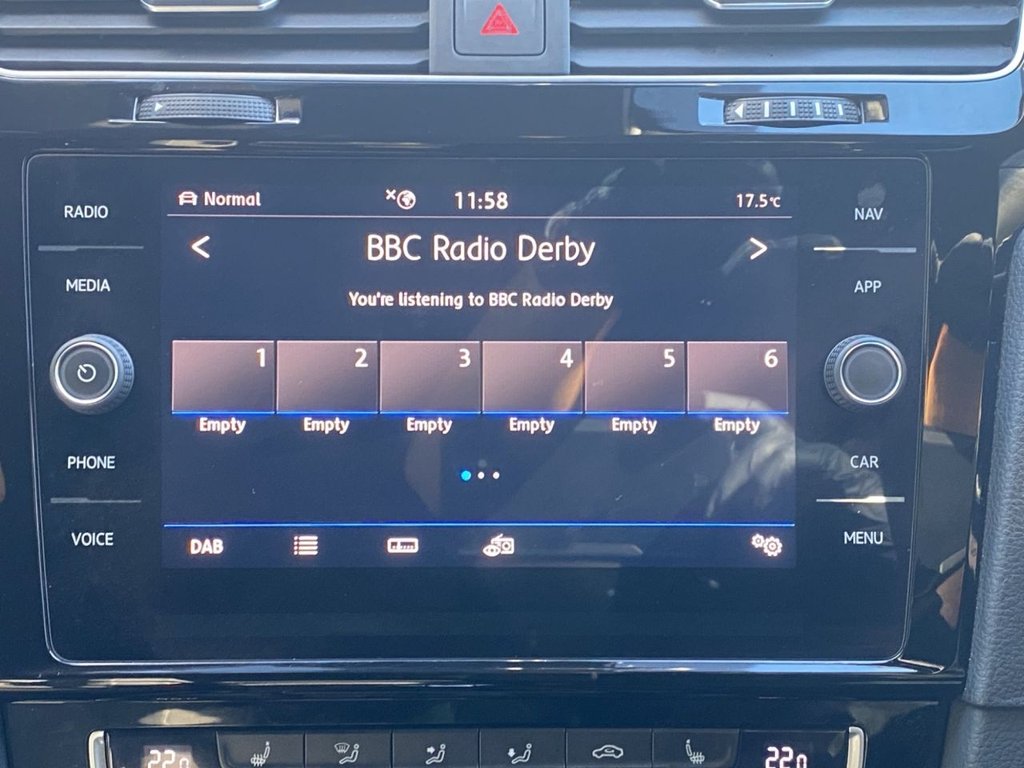 Normal 11:58 17.5°C
RADIO NAV
< BBC Radio Derby >
MEDIA APP
You're listening to BBC Radio Derby
1 2 3 4 5 6
Empty Empty Empty Empty Empty Empty
PHONE CAR
VOICE DAB MENU
22.0 22.0